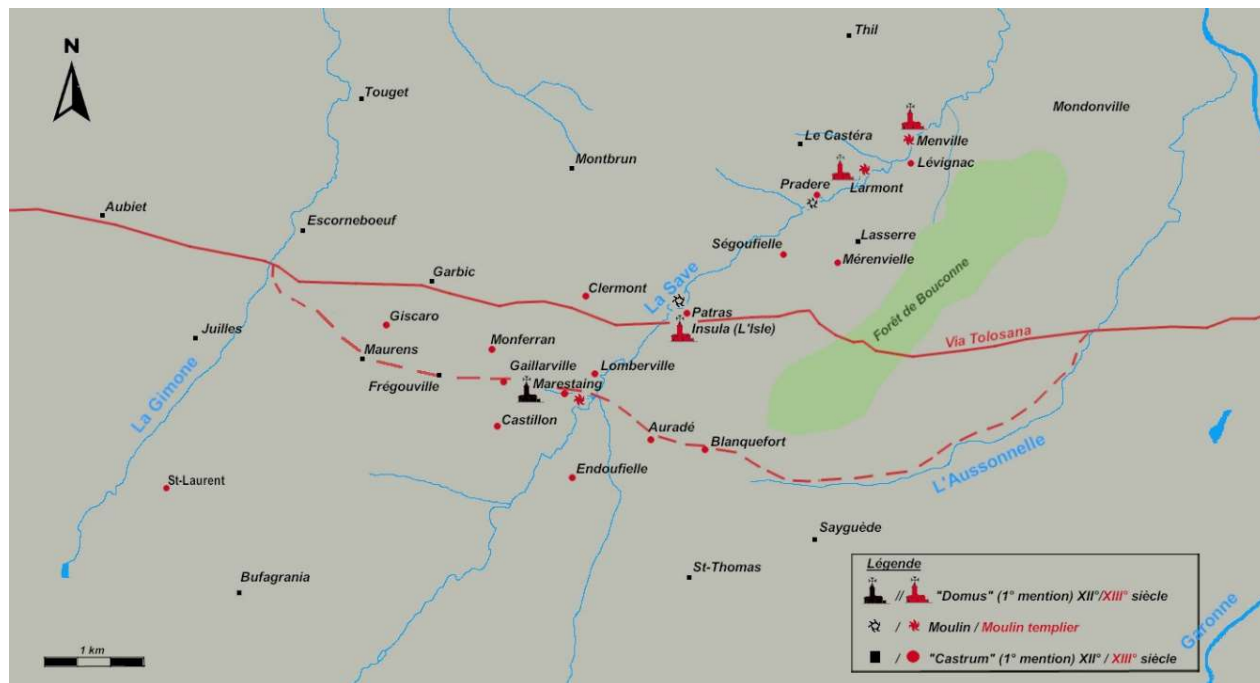 Thil
N
Touget
Mondonville
Le Castéra
Menville
Montbrun
Lévignac
Larmont
Pradere
Aubiet
Escorneboeuf
Lasserre
Ségoufielle
Mérenvielle
Garbic
Clermont
La Save
Forêt de Bouconne
Patras
Giscaro
Insula (L'Isle)
Juilles
Via Tolosana
Monferran
Maurens
Gaillarville
Lomberville
Frégouville
Marestaing
La Gimone
Castillon
Auradé
Blanquefort
L'Aussonnelle
Endoufielle
St-Laurent
Sayguède
St-Thomas
Bufagrania
Garonne
1 km
Légende
// "Domus" (1° mention) XII°/XIII° siècle
/ Moulin / Moulin templier
/ "Castrum" (1° mention) XII° / XIII° siècle